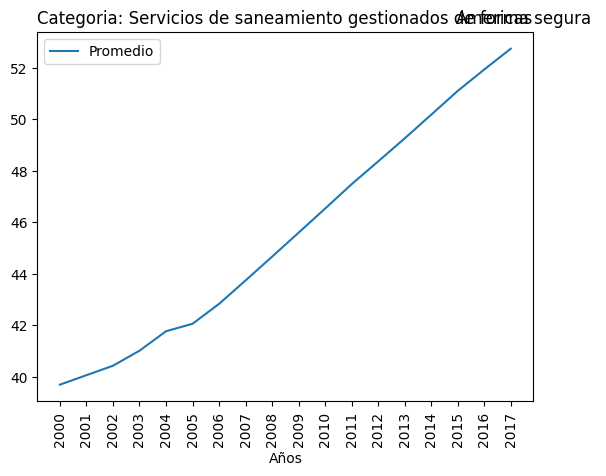 Categoria: Servicios de saneamiento gestionados de forma segura
Americas
Promedio
52
50
48
46
44
42
40
2000 2001 2002 2003 2004 2005 2006 2007 2008 2009 2010 2011 2012 2013 2014 2015 2016 2017
Años